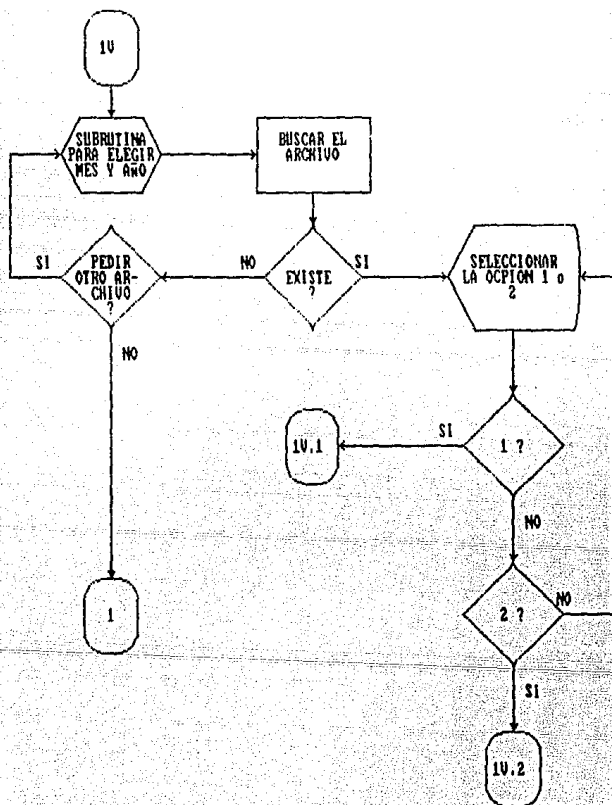 1V
SUBRUTINA
PARA ELEGIR
MES Y AñO
BUSCAR EL
ARCHIVO
SI
PEDIR
OTRO AR-
CHIVO
?
NO
EXISTE
?
SI
SELECCIONAR
LA OCPION 1 o
2
NO
1V.1
SI
1 ?
NO
1
2 ?
NO
SI
1V.2